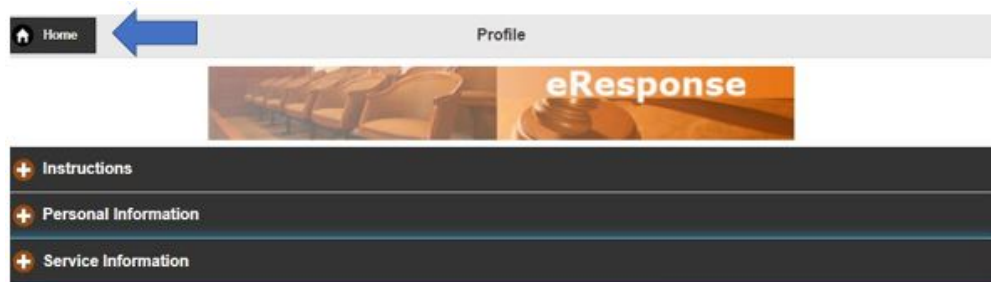 Home
Profile
eResponse
Instructions
Personal Information
Service Information